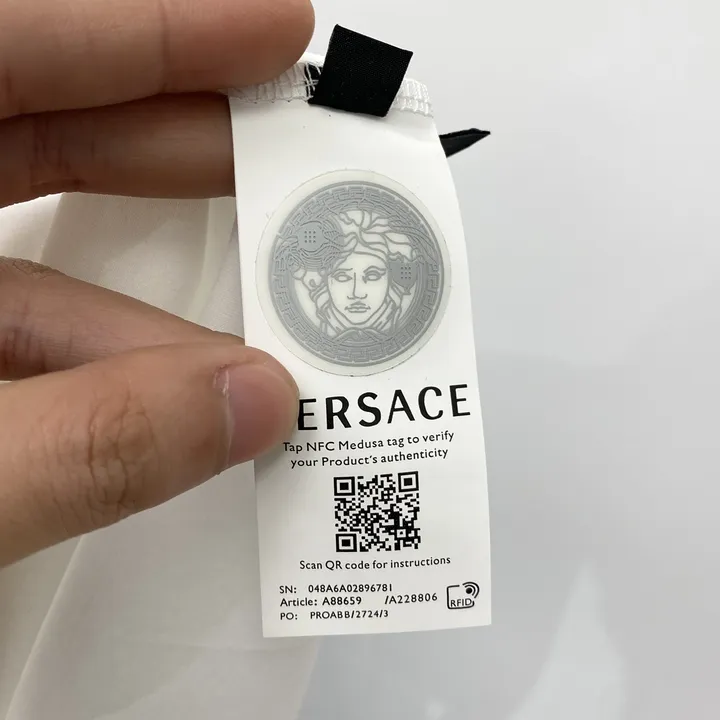 ERSACE
Tap NFC Medusa tag to verify
your Product's authenticity
Scan QR code for instructions
SN: 048A6A02896781
Article: A88659 /A228806
PO: PROABB/2724/3
RFID